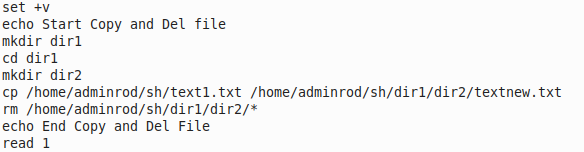 set +v
echo Start Copy and Del file
mkdir dir1
cd dir1
mkdir dir2
cp /home/adminrod/sh/text1.txt /home/adminrod/sh/dir1/dir2/textnew.txt
rm /home/adminrod/sh/dir1/dir2/*
echo End Copy and Del File
read 1